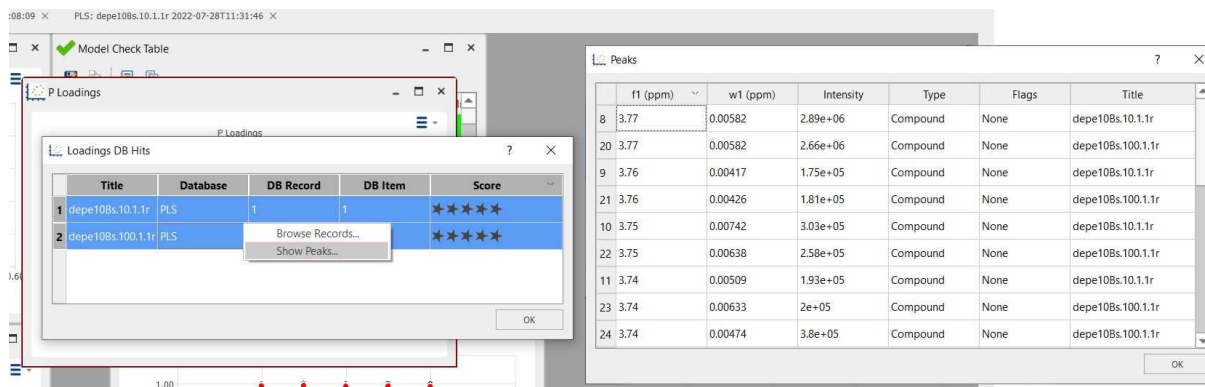 :08:09 × PLS: depe10Bs.10.1.1r 2022-07-28T11:31:46 ×
Model Check Table
P Loadings
P Loadings
Loadings DB Hits ? ×
Title Database DB Record DB Item Score
1 depe10Bs.10.1.1r PLS 1 1 ★★★★★
2 depe10Bs.100.1.1r PLS ★★★★★
Browse Records...
Show Peaks...
OK
1.00
Peaks ? ×
f1 (ppm) w1 (ppm) Intensity Type Flags Title
8 3.77 0.00582 2.89e+06 Compound None depe10Bs.10.1.1r
20 3.77 0.00582 2.66e+06 Compound None depe10Bs.100.1.1r
9 3.76 0.00417 1.75e+05 Compound None depe10Bs.10.1.1r
21 3.76 0.00426 1.81e+05 Compound None depe10Bs.100.1.1r
10 3.75 0.00742 3.03e+05 Compound None depe10Bs.10.1.1r
22 3.75 0.00638 2.58e+05 Compound None depe10Bs.100.1.1r
11 3.74 0.00509 1.93e+05 Compound None depe10Bs.10.1.1r
23 3.74 0.00633 2e+05 Compound None depe10Bs.100.1.1r
24 3.74 0.00474 3.8e+05 Compound None depe10Bs.100.1.1r
OK